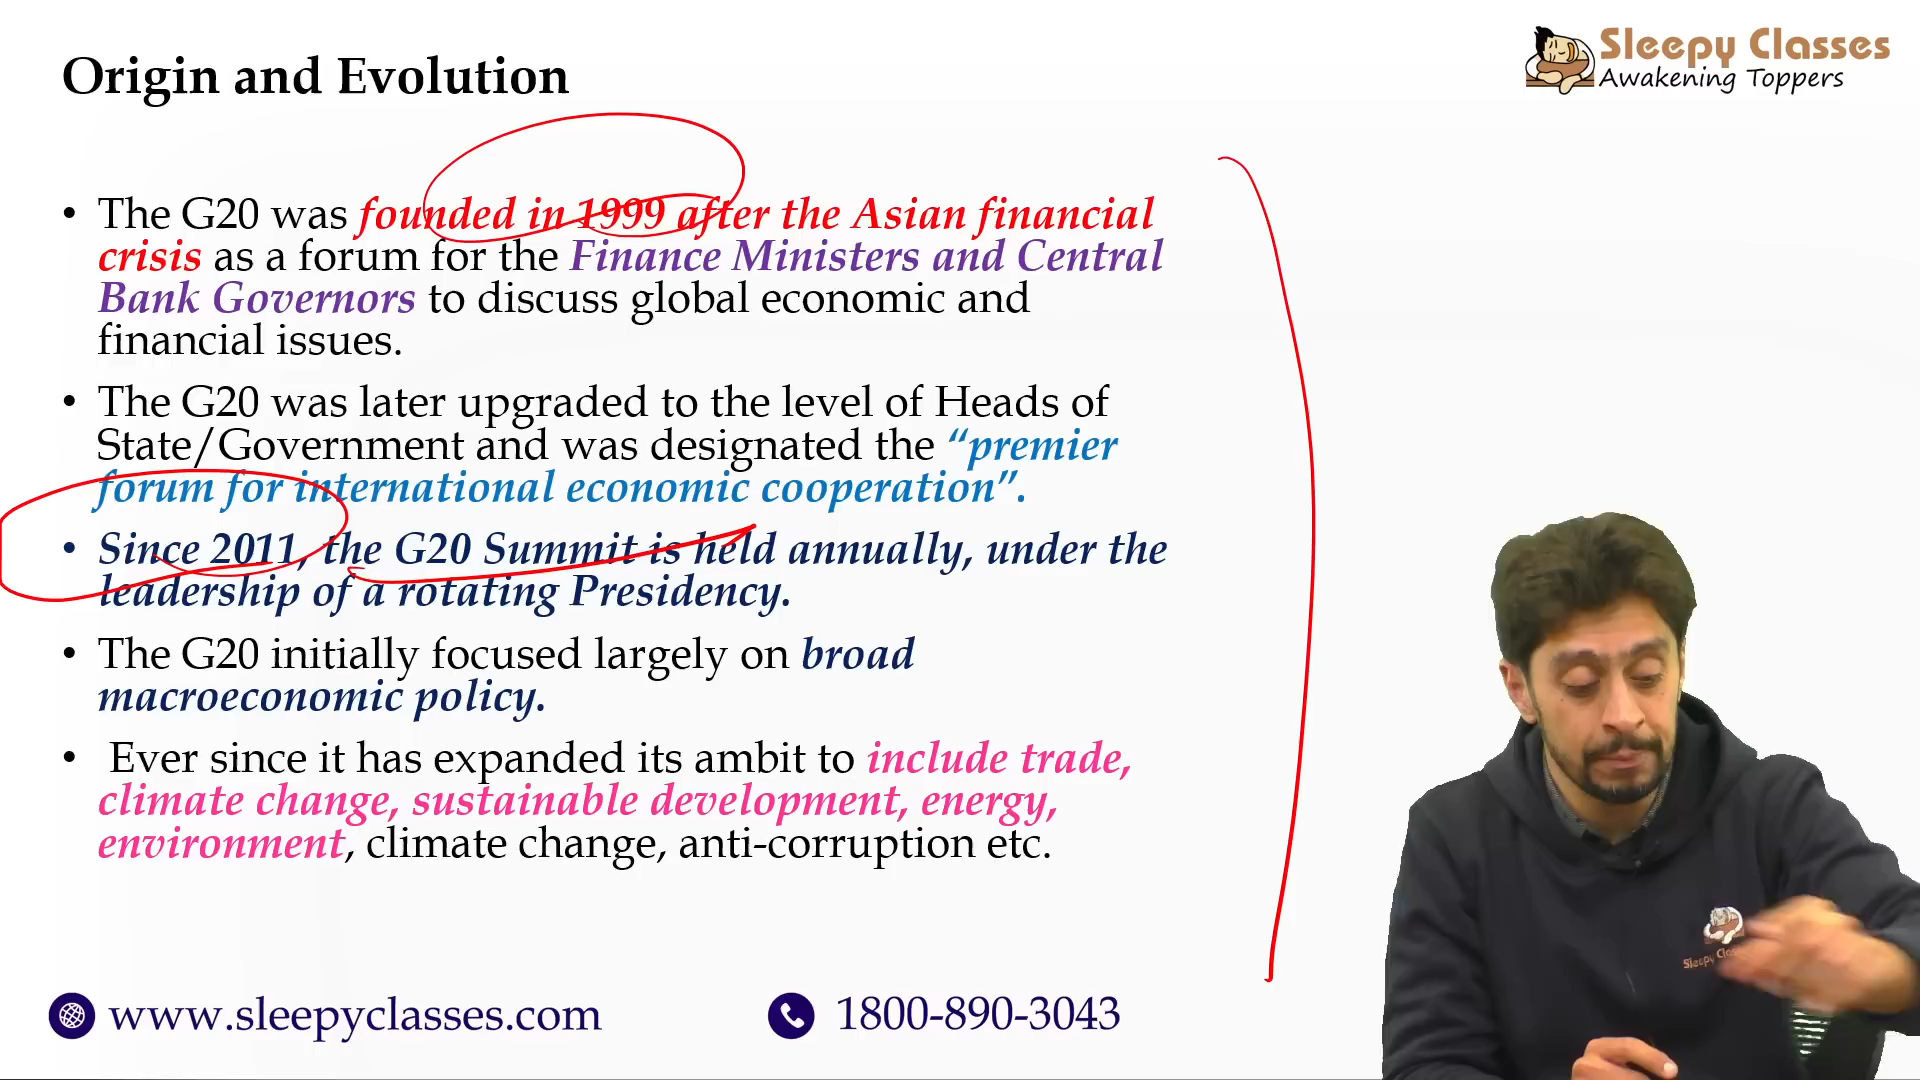 Origin and Evolution
Sleepy Classes
Awakening Toppers
• The G20 was founded in 1999 after the Asian financial
crisis as a forum for the Finance Ministers and Central
Bank Governors to discuss global economic and
financial issues.
• The G20 was later upgraded to the level of Heads of
State/Government and was designated the “premier
forum for international economic cooperation”.
• Since 2011, the G20 Summit is held annually, under the
leadership of a rotating Presidency.
• The G20 initially focused largely on broad
macroeconomic policy.
• Ever since it has expanded its ambit to include trade,
climate change, sustainable development, energy,
environment, climate change, anti-corruption etc.
Sleepy
www.sleepyclasses.com
1800-890-3043